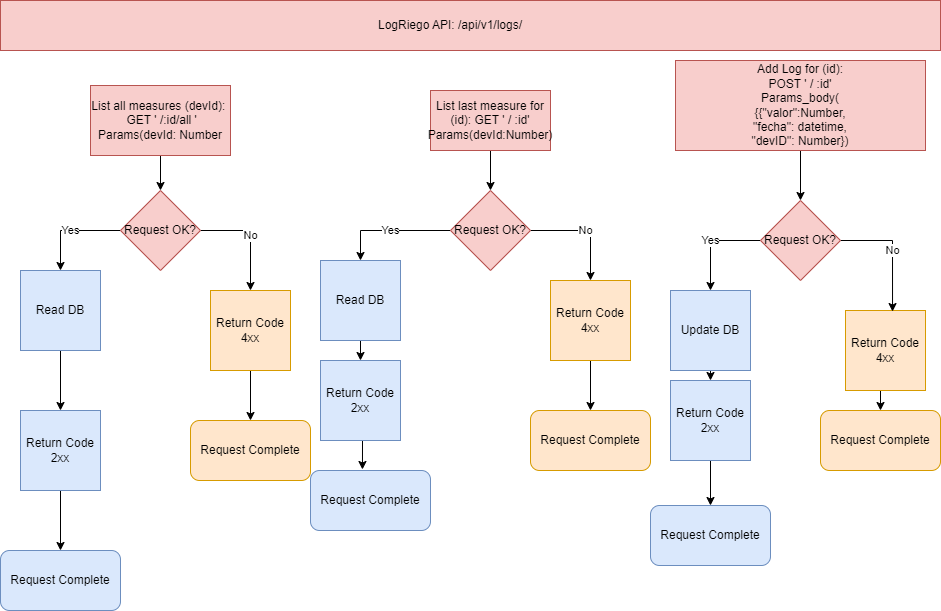 LogRiego API: /api/v1/logs/
List all measures (devId):
GET ' /:id/all '
Params(devId: Number
Request OK?
Yes
No
Read DB
Return Code
4xx
Return Code
2xx
Request Complete
Request Complete
List last measure for
(id): GET ' / :id'
Params(devId:Number)
Request OK?
Yes
No
Read DB
Return Code
4xx
Return Code
2xx
Request Complete
Request Complete
Add Log for (id):
POST ' / :id'
Params_body(
{{"valor":Number,
"fecha": datetime,
"devID": Number})
Request OK?
Yes
No
Update DB
Return Code
4xx
Return Code
2xx
Request Complete
Request Complete